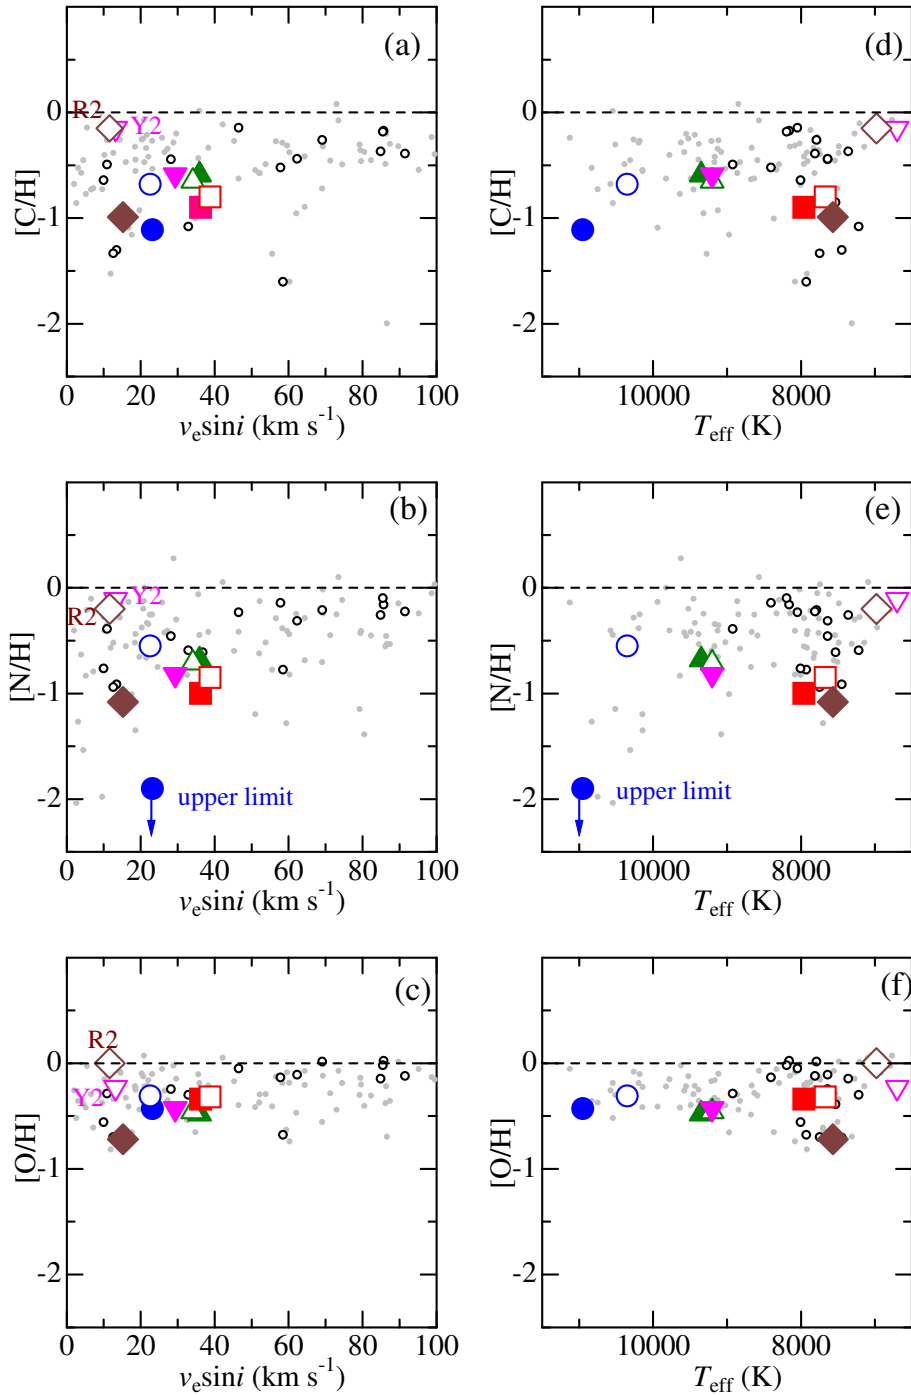 (a)
0
-1
-2
[C/H]
R2
Y2
0 20 40 60 80 100
vesini (km s-1)
(d)
0
-1
-2
[C/H]
10000 8000
Teff (K)
(b)
0
-1
-2
[N/H]
Y2
R2
upper limit
0 20 40 60 80 100
vesini (km s-1)
(e)
0
-1
-2
[N/H]
upper limit
10000 8000
Teff (K)
(c)
0
-1
-2
[O/H]
R2
Y2
0 20 40 60 80 100
vesini (km s-1)
(f)
0
-1
-2
[O/H]
10000 8000
Teff (K)